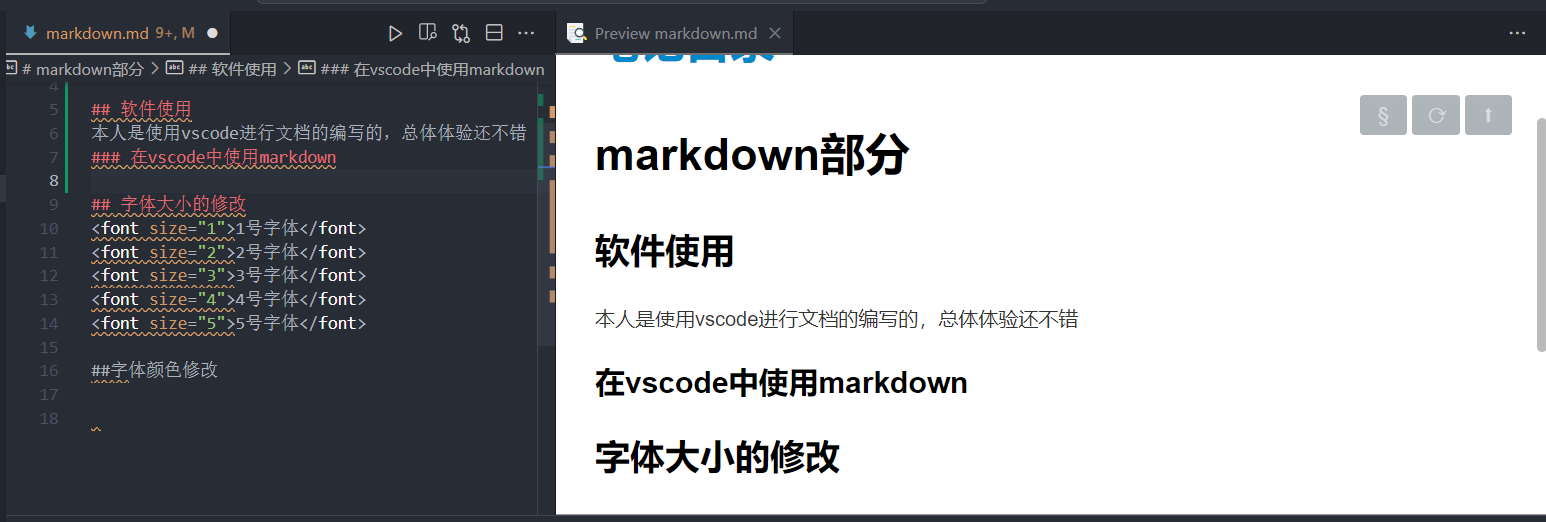 markdown.md 9+, M
Preview markdown.md
# markdown部分 > ## 软件使用 > ### 在vscode中使用markdown
4
5 ## 软件使用
6 本人是使用vscode进行文档的编写的，总体体验还不错
7 ### 在vscode中使用markdown
8
9 ## 字体大小的修改
10 <font size="1">1号字体</font>
11 <font size="2">2号字体</font>
12 <font size="3">3号字体</font>
13 <font size="4">4号字体</font>
14 <font size="5">5号字体</font>
15
16 ##字体颜色修改
17
18
markdown部分
软件使用
本人是使用vscode进行文档的编写的，总体体验还不错
在vscode中使用markdown
字体大小的修改